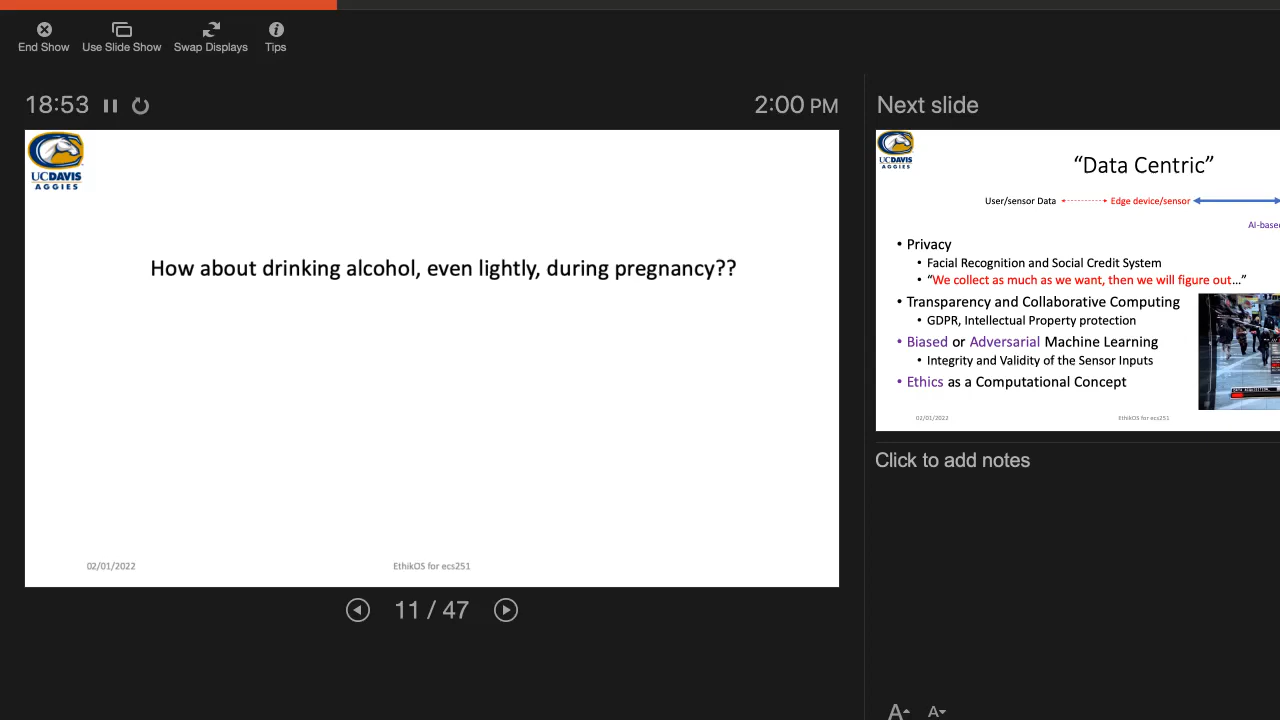 End Show
Use Slide Show
Swap Displays
Tips
18:53
2:00 PM
UCDAVIS
AGGIES
How about drinking alcohol, even lightly, during pregnancy??
02/01/2022
EthikOS for ecs251
11 / 47
Next slide
UCDAVIS
AGGIES
“Data Centric”
User/sensor Data
Edge device/sensor
AI-base
• Privacy
• Facial Recognition and Social Credit System
• “We collect as much as we want, then we will figure out…”
• Transparency and Collaborative Computing
• GDPR, Intellectual Property protection
• Biased or Adversarial Machine Learning
• Integrity and Validity of the Sensor Inputs
• Ethics as a Computational Concept
02/01/2022
EthikOS for ecs251
Click to add notes
A
A